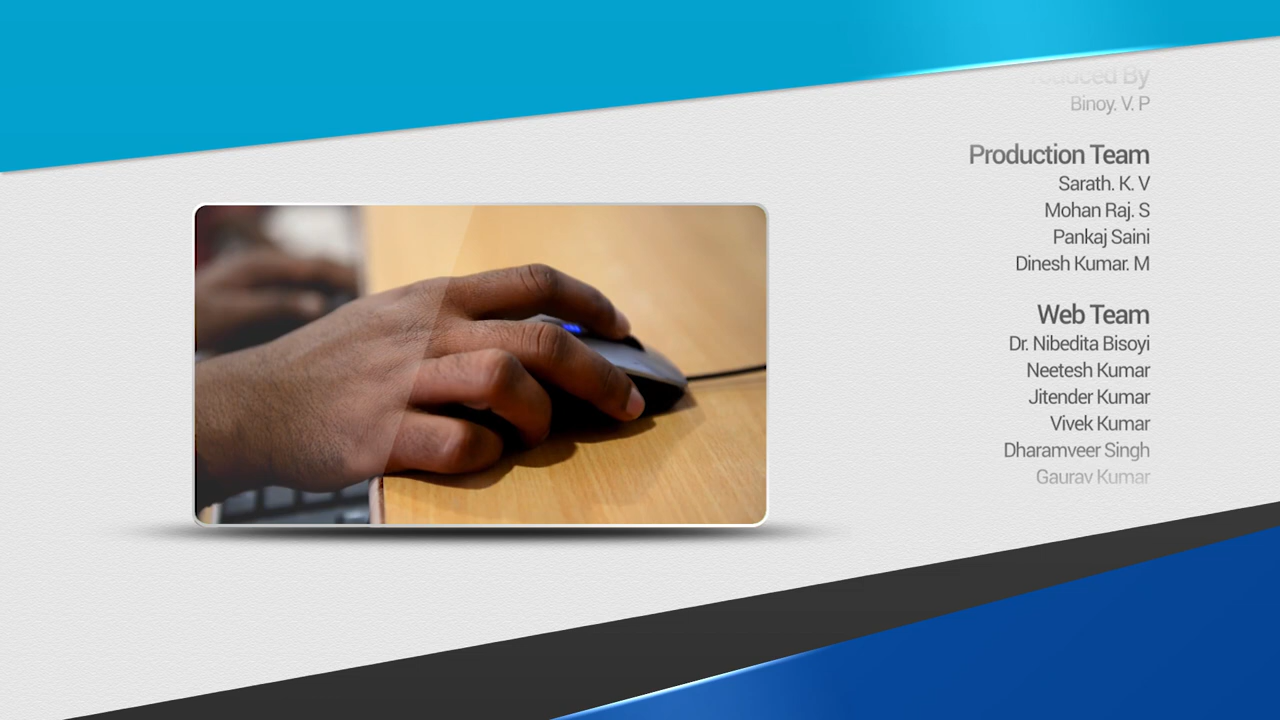 By
Binoy. V. P
Production Team
Sarath. K. V
Mohan Raj. S
Pankaj Saini
Dinesh Kumar. M
Web Team
Dr. Nibedita Bisoyi
Neetesh Kumar
Jitender Kumar
Vivek Kumar
Dharamveer Singh
Gaurav Kumar